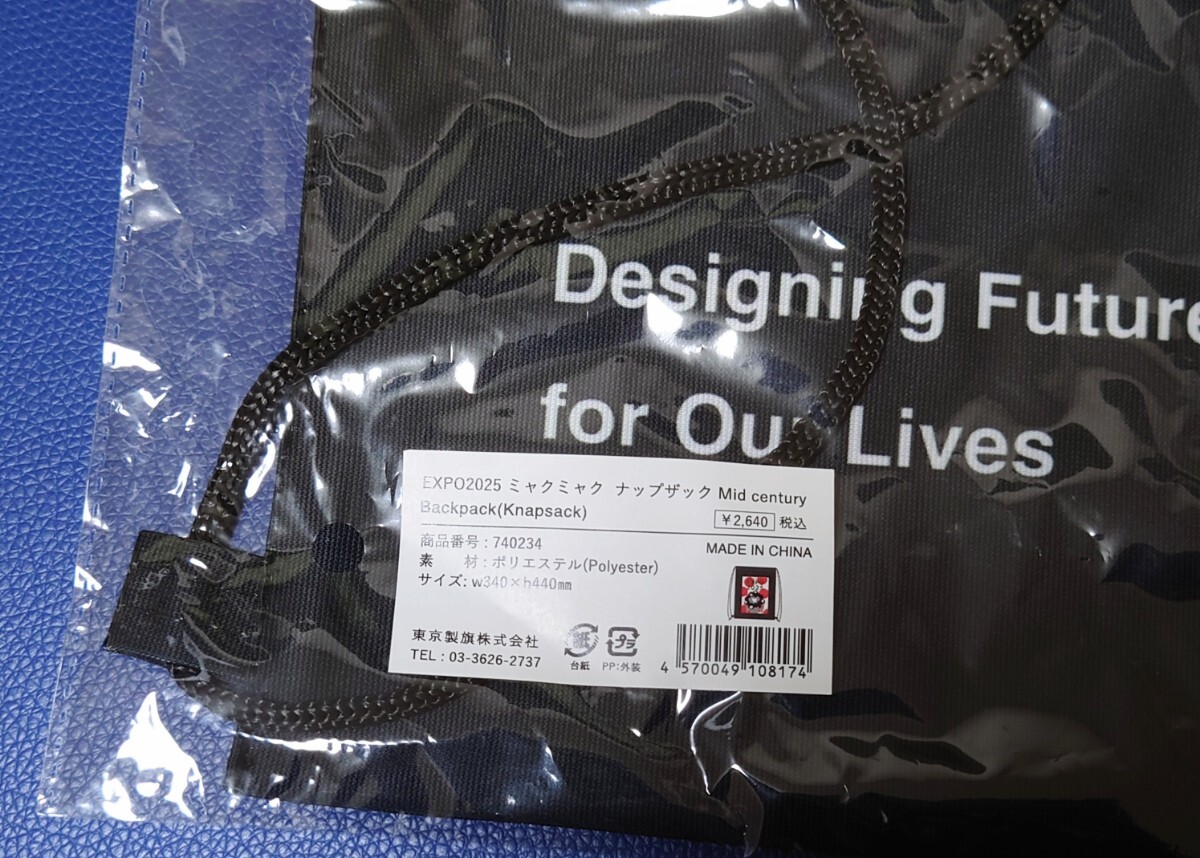 Designing Future
for Our Lives
EXPO2025 ミャクミャク ナップザック Mid century
Backpack(Knapsack)
¥2,640 税込
商品番号 : 740234
MADE IN CHINA
素 材 : ポリエステル(Polyester)
サイズ: w340×h440㎜
東京製旗株式会社
TEL : 03-3626-2737
紙
台紙
プラ
PP:外装
4 570049 108174